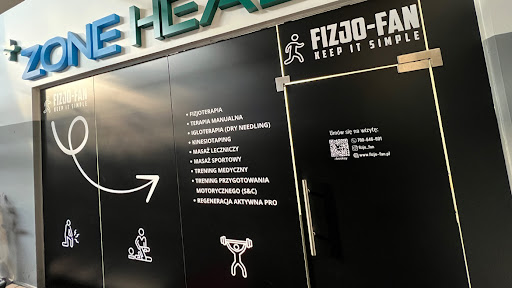 +ZONE HEAL
FIZJO-FAN
KEEP IT SIMPLE
FIZJO-FAN
KEEP IT SIMPLE
• FIZJOTERAPIA
• TERAPIA MANUALNA
• IGŁOTERAPIA (DRY NEEDLING)
• KINESIOTAPING
• MASAŻ LECZNICZY
• MASAŻ SPORTOWY
• TRENING MEDYCZNY
• TRENING PRZYGOTOWANIA
MOTORYCZNEGO (S&C)
• REGENERACJA AKTYWNA PRO
Umów się na wizytę:
fizjo_fan
www.fizjo-fan.pl